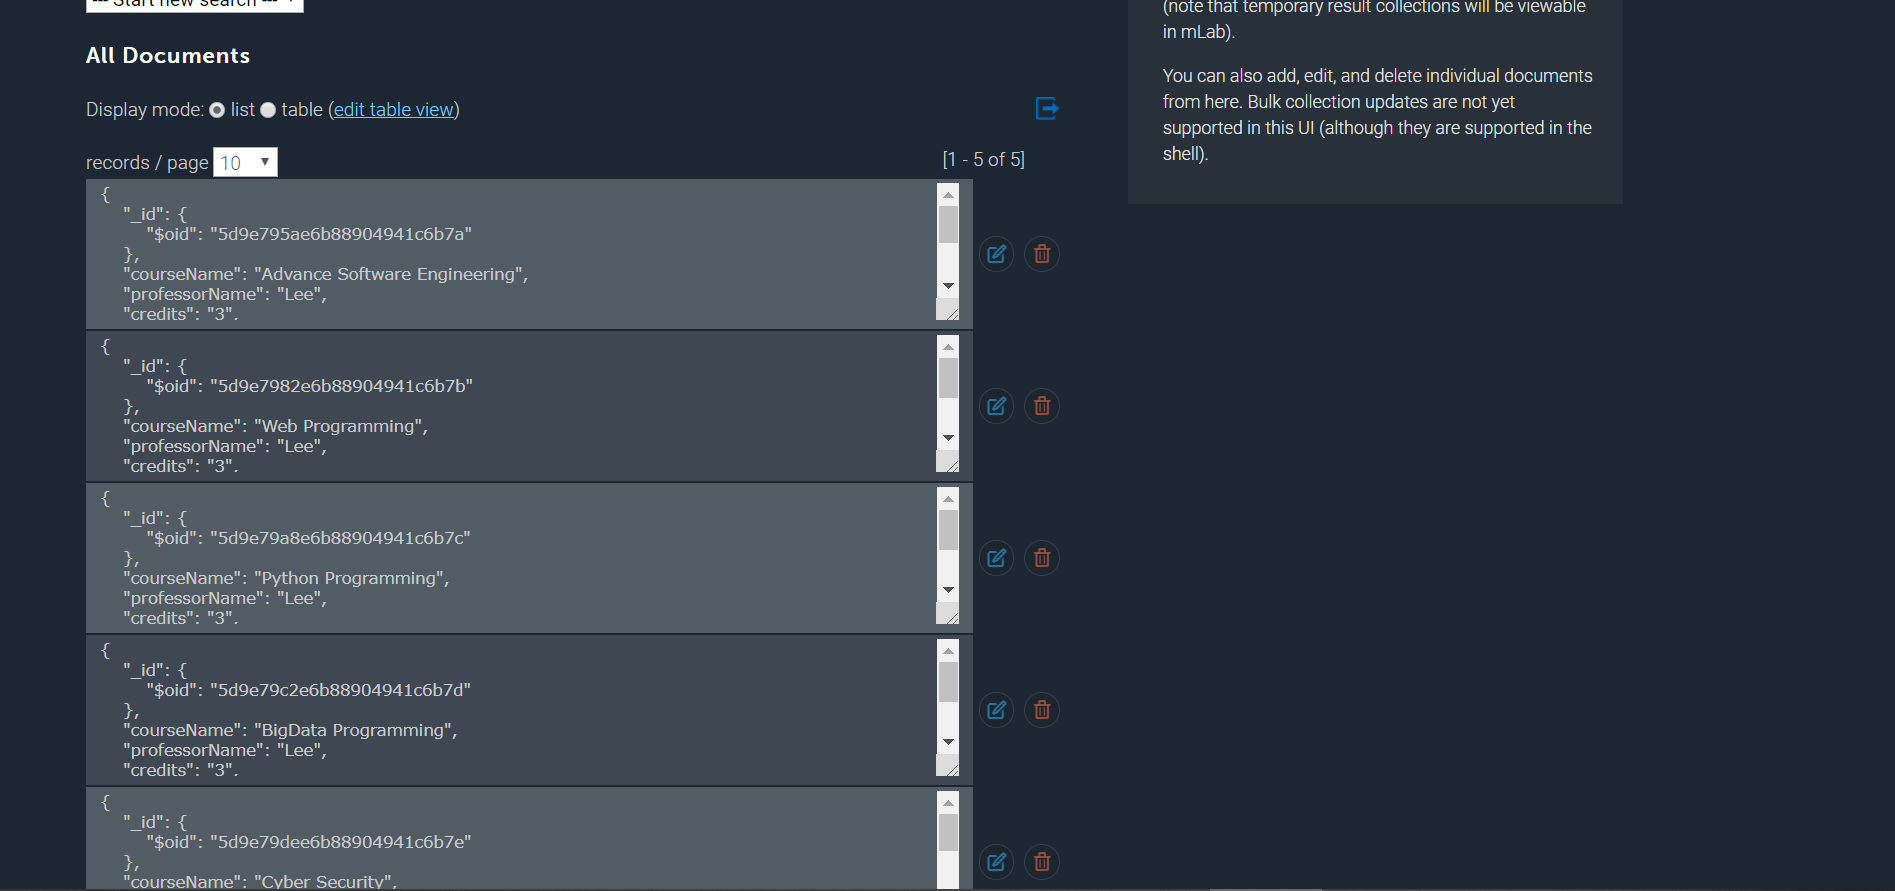 --- Start new search ---
All Documents
Display mode: list table (edit table view)
records / page 10
[1 - 5 of 5]
{
"_id": {
"$oid": "5d9e795ae6b88904941c6b7a"
},
"courseName": "Advance Software Engineering",
"professorName": "Lee",
"credits": "3",
{
"_id": {
"$oid": "5d9e7982e6b88904941c6b7b"
},
"courseName": "Web Programming",
"professorName": "Lee",
"credits": "3",
{
"_id": {
"$oid": "5d9e79a8e6b88904941c6b7c"
},
"courseName": "Python Programming",
"professorName": "Lee",
"credits": "3",
{
"_id": {
"$oid": "5d9e79c2e6b88904941c6b7d"
},
"courseName": "BigData Programming",
"professorName": "Lee",
"credits": "3",
{
"_id": {
"$oid": "5d9e79dee6b88904941c6b7e"
},
"courseName": "Cyber Security",
(note that temporary result collections will be viewable
in mLab).
You can also add, edit, and delete individual documents
from here. Bulk collection updates are not yet
supported in this UI (although they are supported in the
shell).